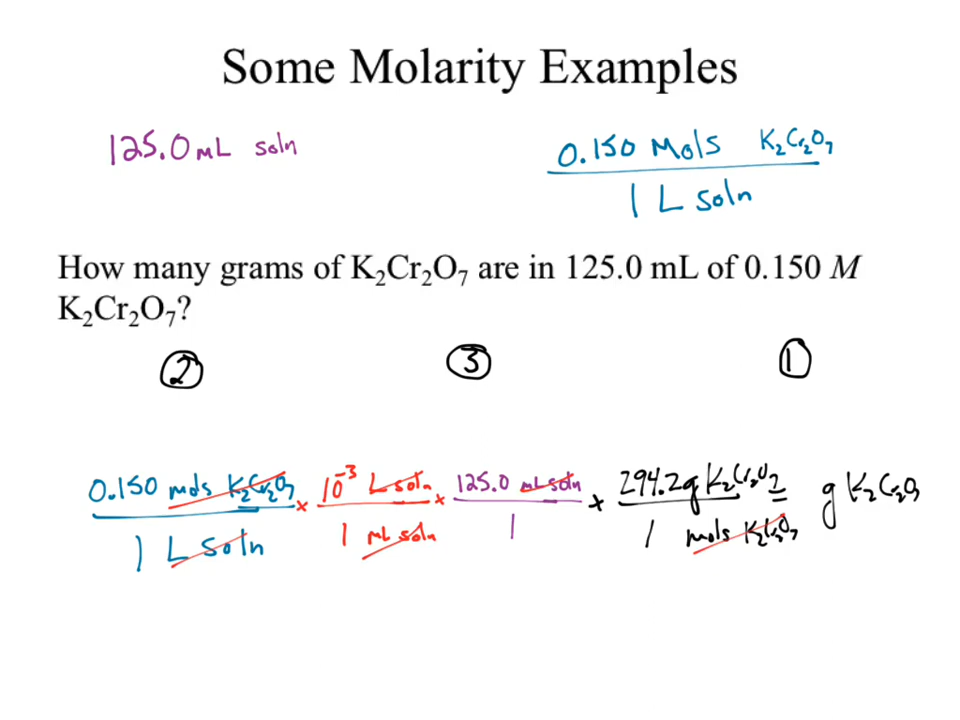 Some Molarity Examples
125.0 mL soln
0.150 Mols K₂Cr₂O₇
1 L soln
How many grams of K₂Cr₂O₇ are in 125.0 mL of 0.150 M
K₂Cr₂O₇?
② ③ ①
0.150 mols K₂Cr₂O₇ × 10⁻³ L soln × 125.0 mL soln × 294.2g K₂Cr₂O₇ = g K₂Cr₂O₇
1 L soln 1 mL soln 1 1 mols K₂Cr₂O₇